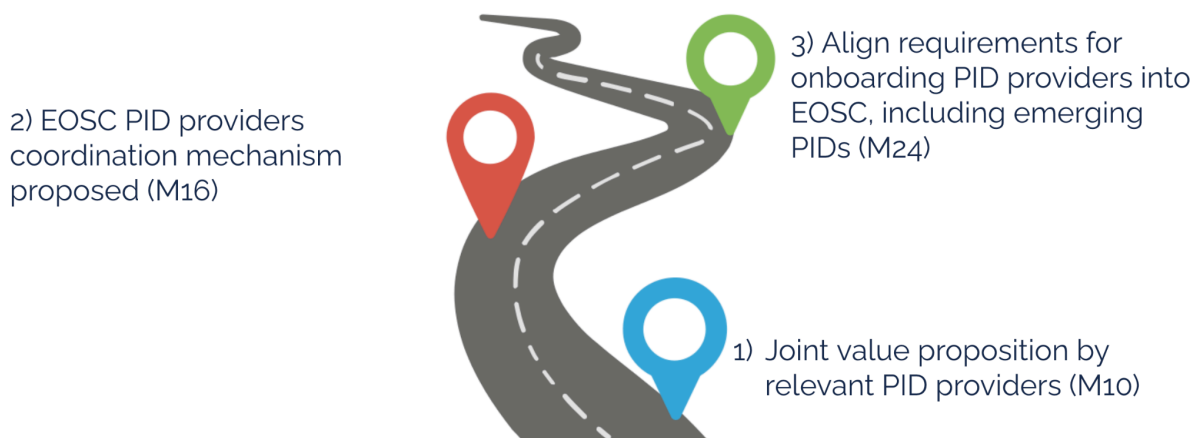 3) Align requirements for
onboarding PID providers into
EOSC, including emerging
PIDs (M24)
2) EOSC PID providers
coordination mechanism
proposed (M16)
1) Joint value proposition by
relevant PID providers (M10)